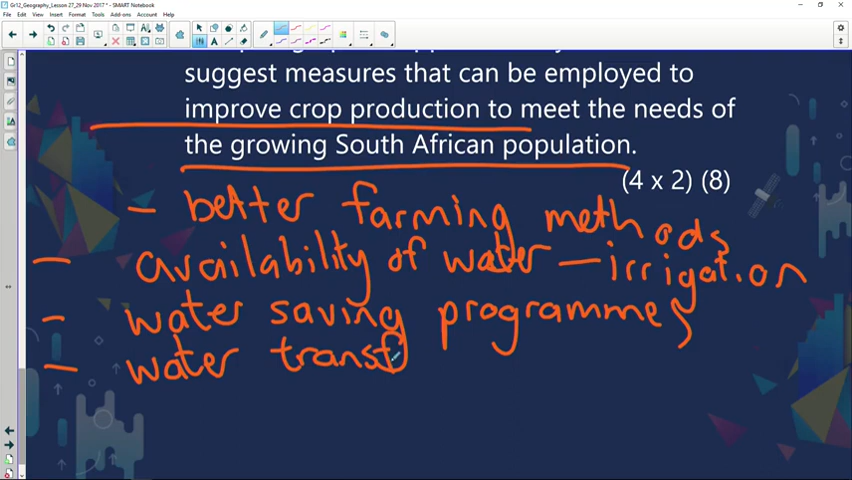 Gr12_Geography_Lesson 27_29 Nov 2017 * - SMART Notebook
File Edit View Insert Format Tools Add-ons Account Help
suggest measures that can be employed to
improve crop production to meet the needs of
the growing South African population.
(4 x 2) (8)
- better farming methods
- availability of water - irrigation
- water saving programmes
- water transf